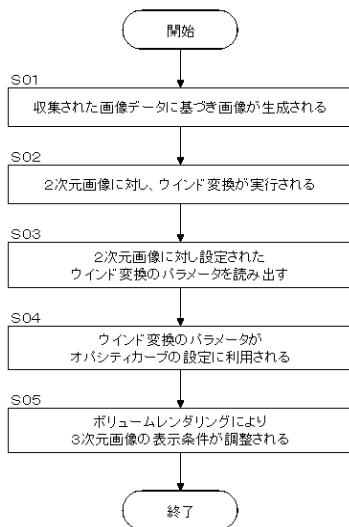 開始
S01
収集された画像データに基づき画像が生成される
S02
2次元画像に対し、ウインド変換が実行される
S03
2次元画像に対し設定された
ウインド変換のパラメータを読み出す
S04
ウインド変換のパラメータが
オパシティカーブの設定に利用される
S05
ボリュームレンダリングにより
3次元画像の表示条件が調整される
終了